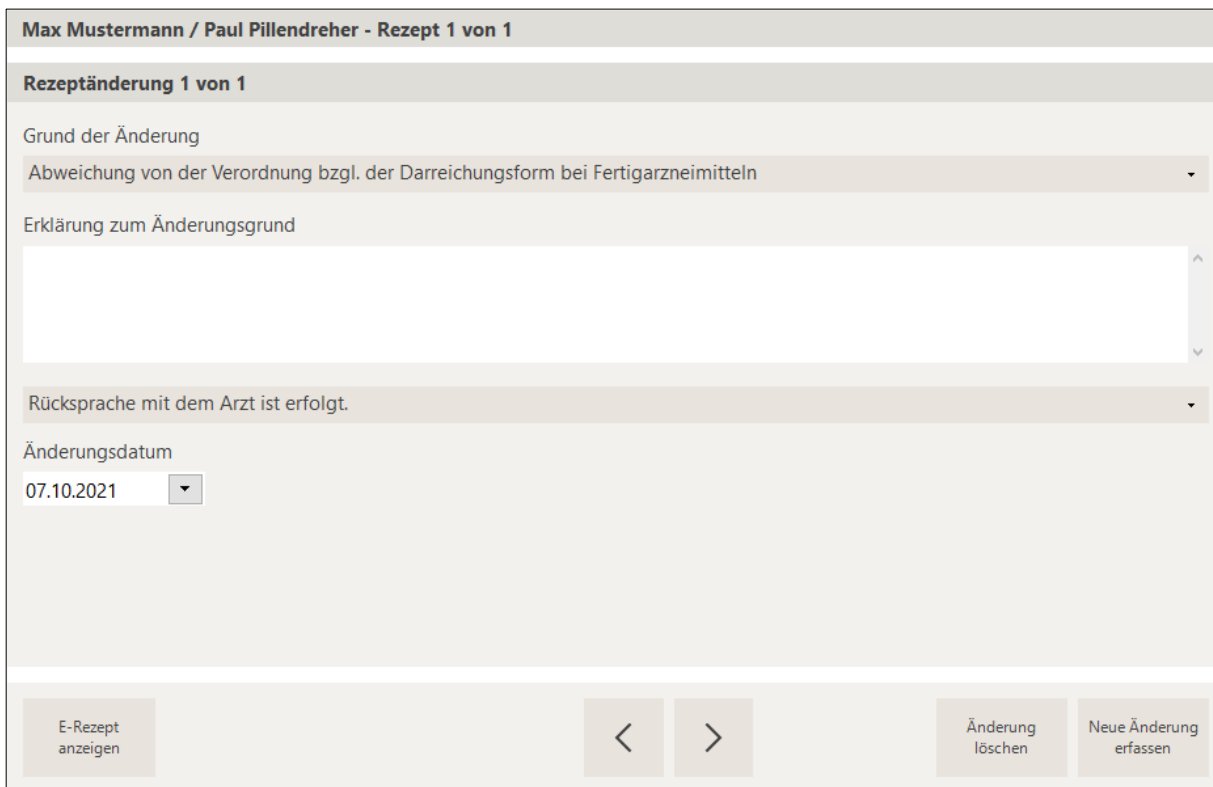 Max Mustermann / Paul Pillendreher - Rezept 1 von 1
Rezeptänderung 1 von 1
Grund der Änderung
Abweichung von der Verordnung bzgl. der Darreichungsform bei Fertigarzneimitteln
Erklärung zum Änderungsgrund
Rücksprache mit dem Arzt ist erfolgt.
Änderungsdatum
07.10.2021
E-Rezept
anzeigen
Änderung
löschen
Neue Änderung
erfassen